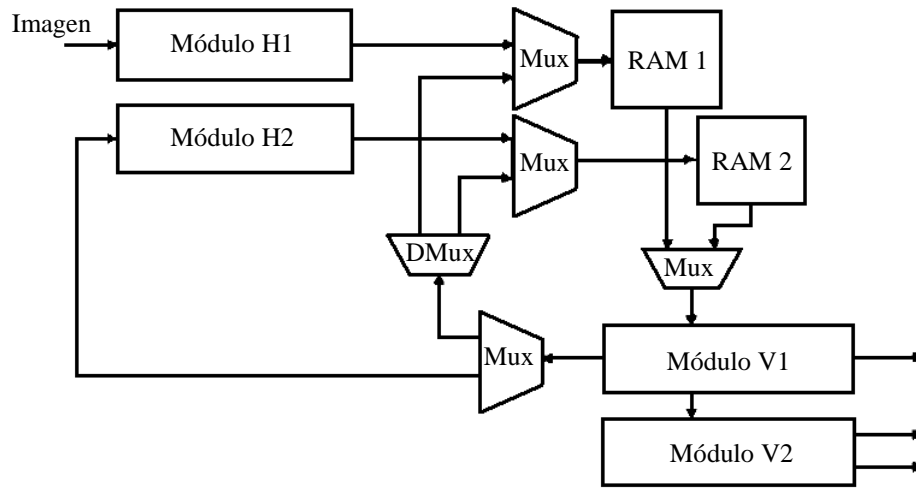 Imagen
Módulo H1
Mux
RAM 1
Módulo H2
Mux
RAM 2
DMux
Mux
Mux
Módulo V1
Módulo V2